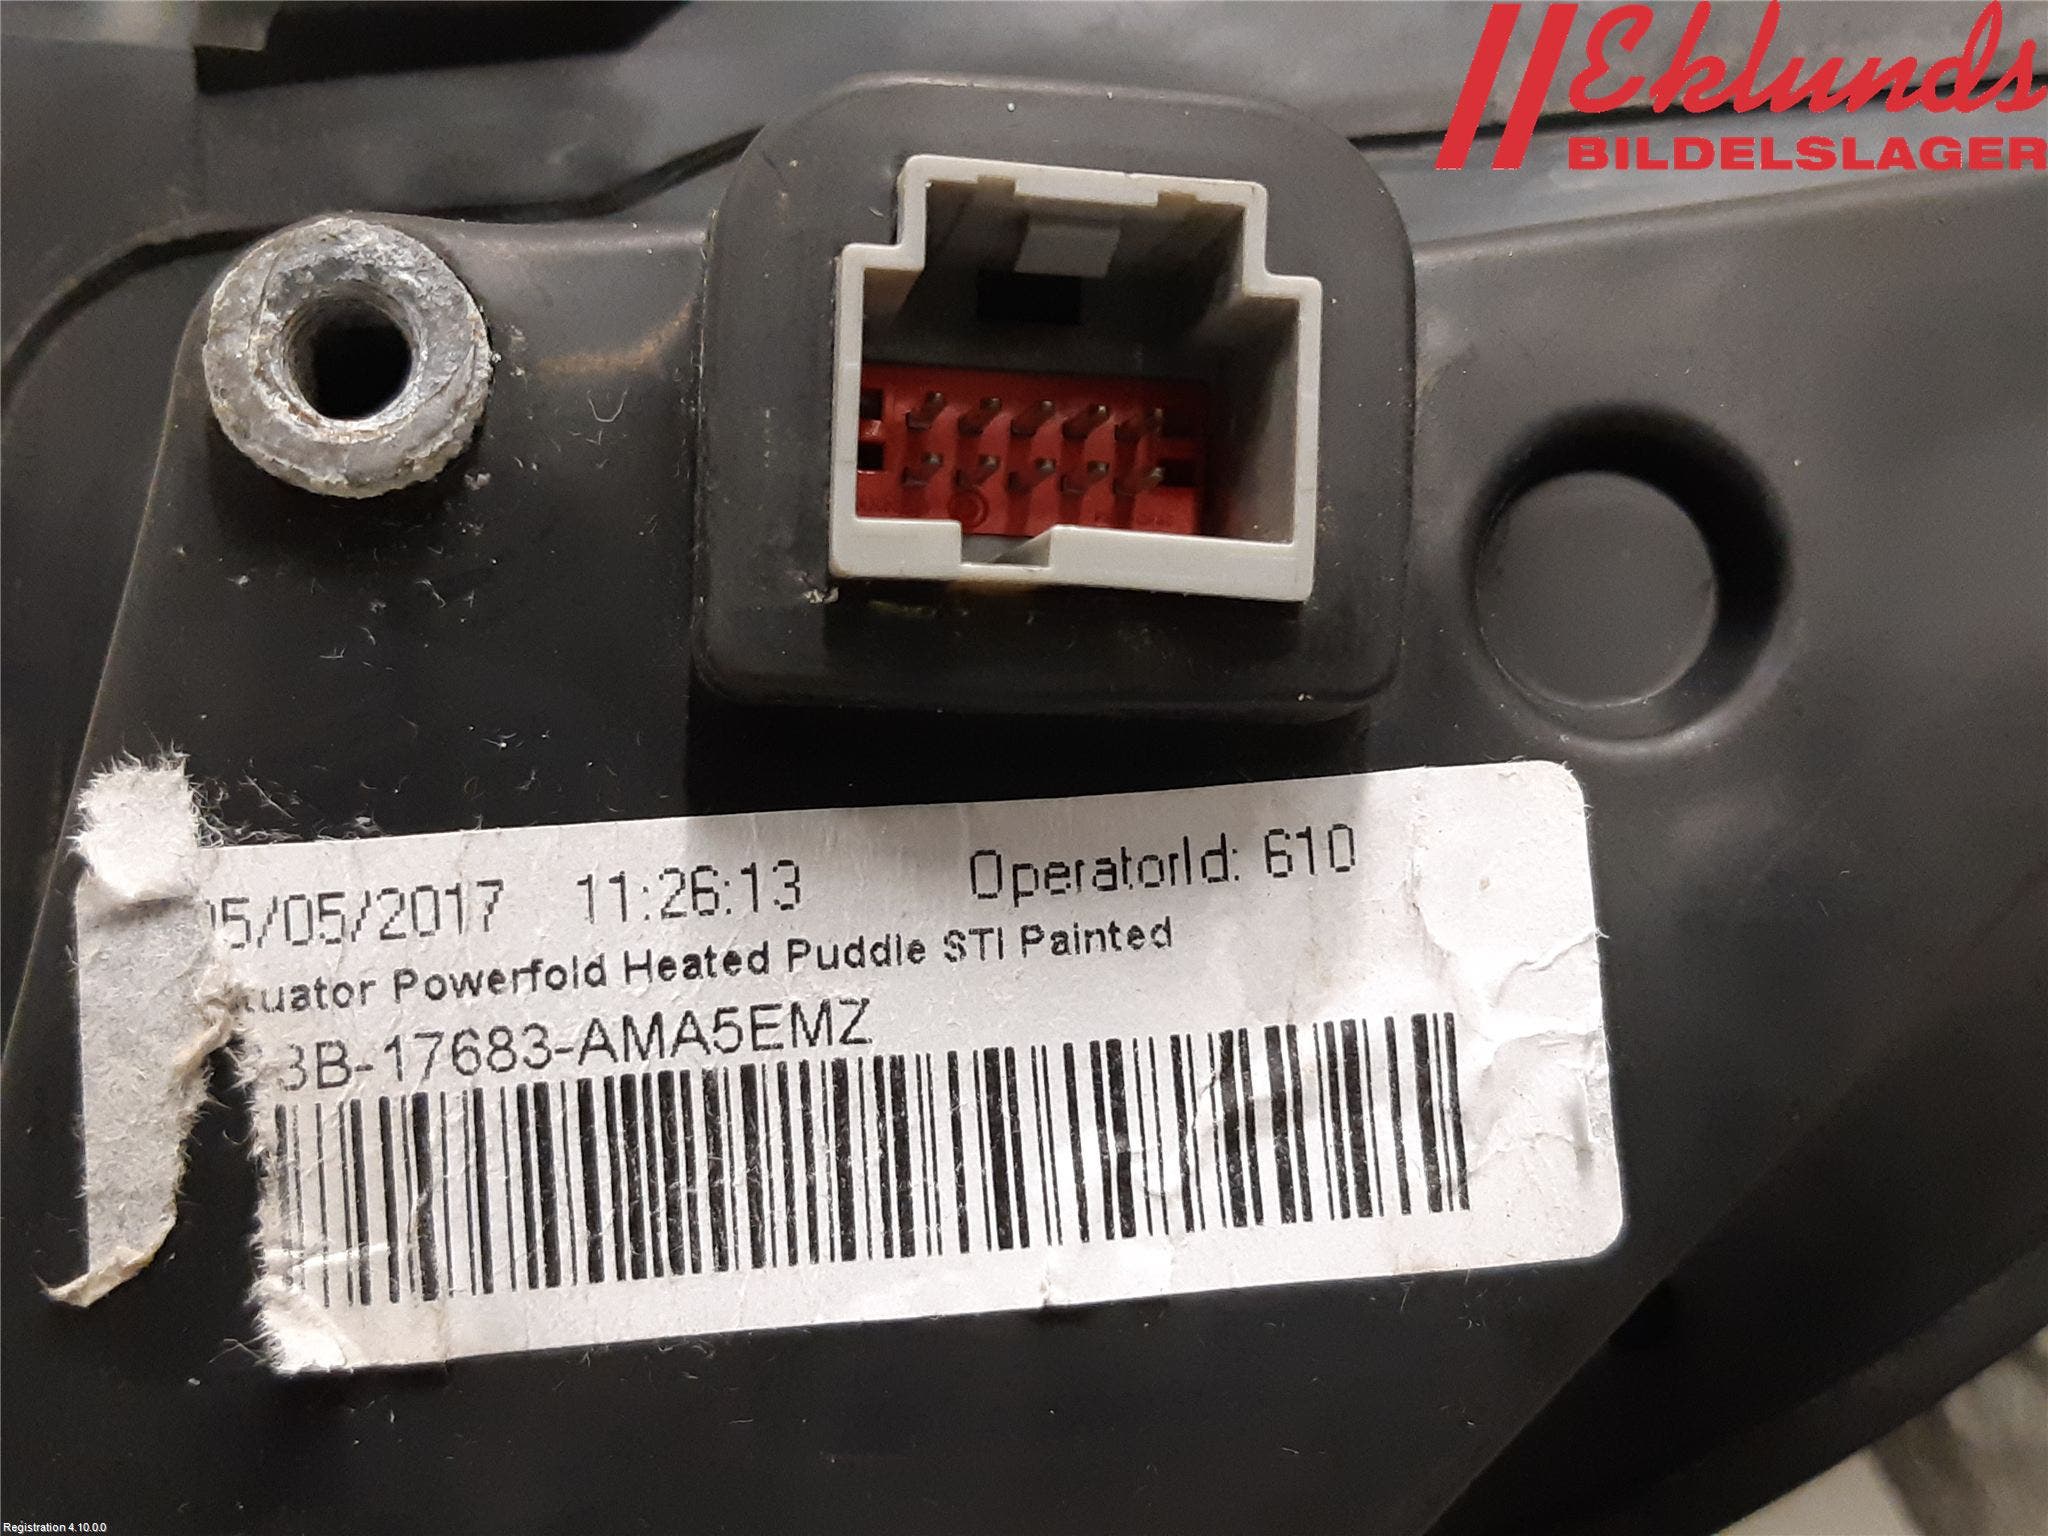 Eklunds
BILDELSLAGER
05/05/2017 11:26:13 OperatorId: 610
Powerfold Heated Puddle STI Painted
3B-17683-AMA5EMZ
Registration 4.10.0.0